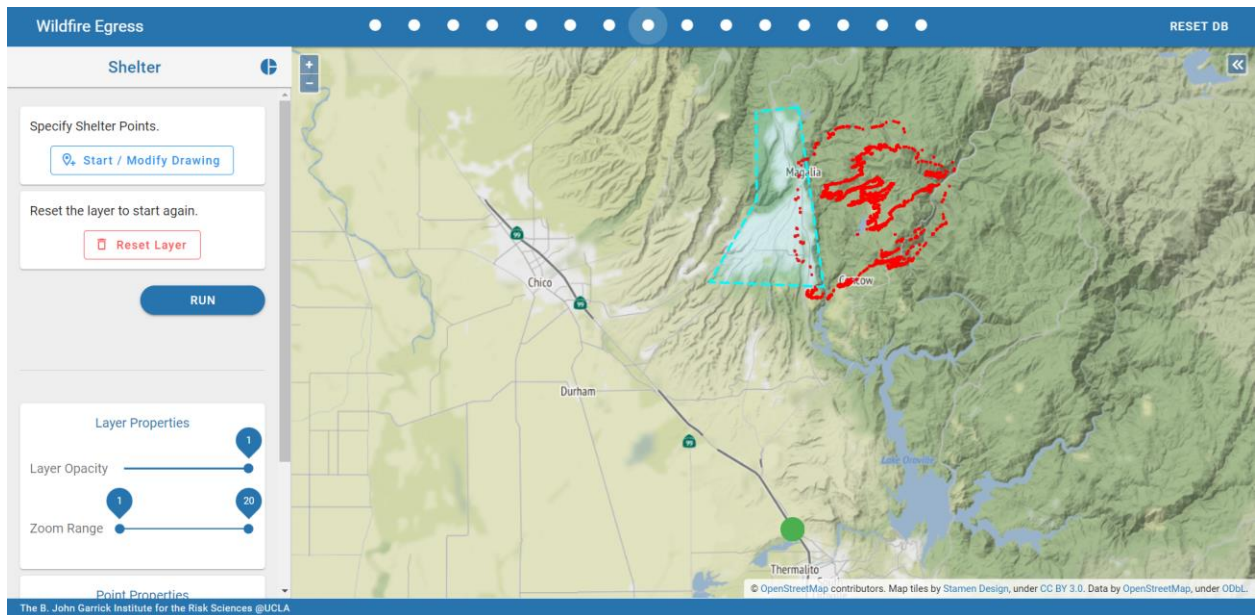 Wildfire Egress
RESET DB
Shelter
Specify Shelter Points.
Start / Modify Drawing
Reset the layer to start again.
Reset Layer
RUN
Layer Properties
1
Layer Opacity
1
20
Zoom Range
Point Properties
+
−
Magalia
99
Chico
99
Durham
99
Lake Oroville
Thermalito
© OpenStreetMap contributors. Map tiles by Stamen Design, under CC BY 3.0. Data by OpenStreetMap, under ODbL.
The B. John Garrick Institute for the Risk Sciences @UCLA